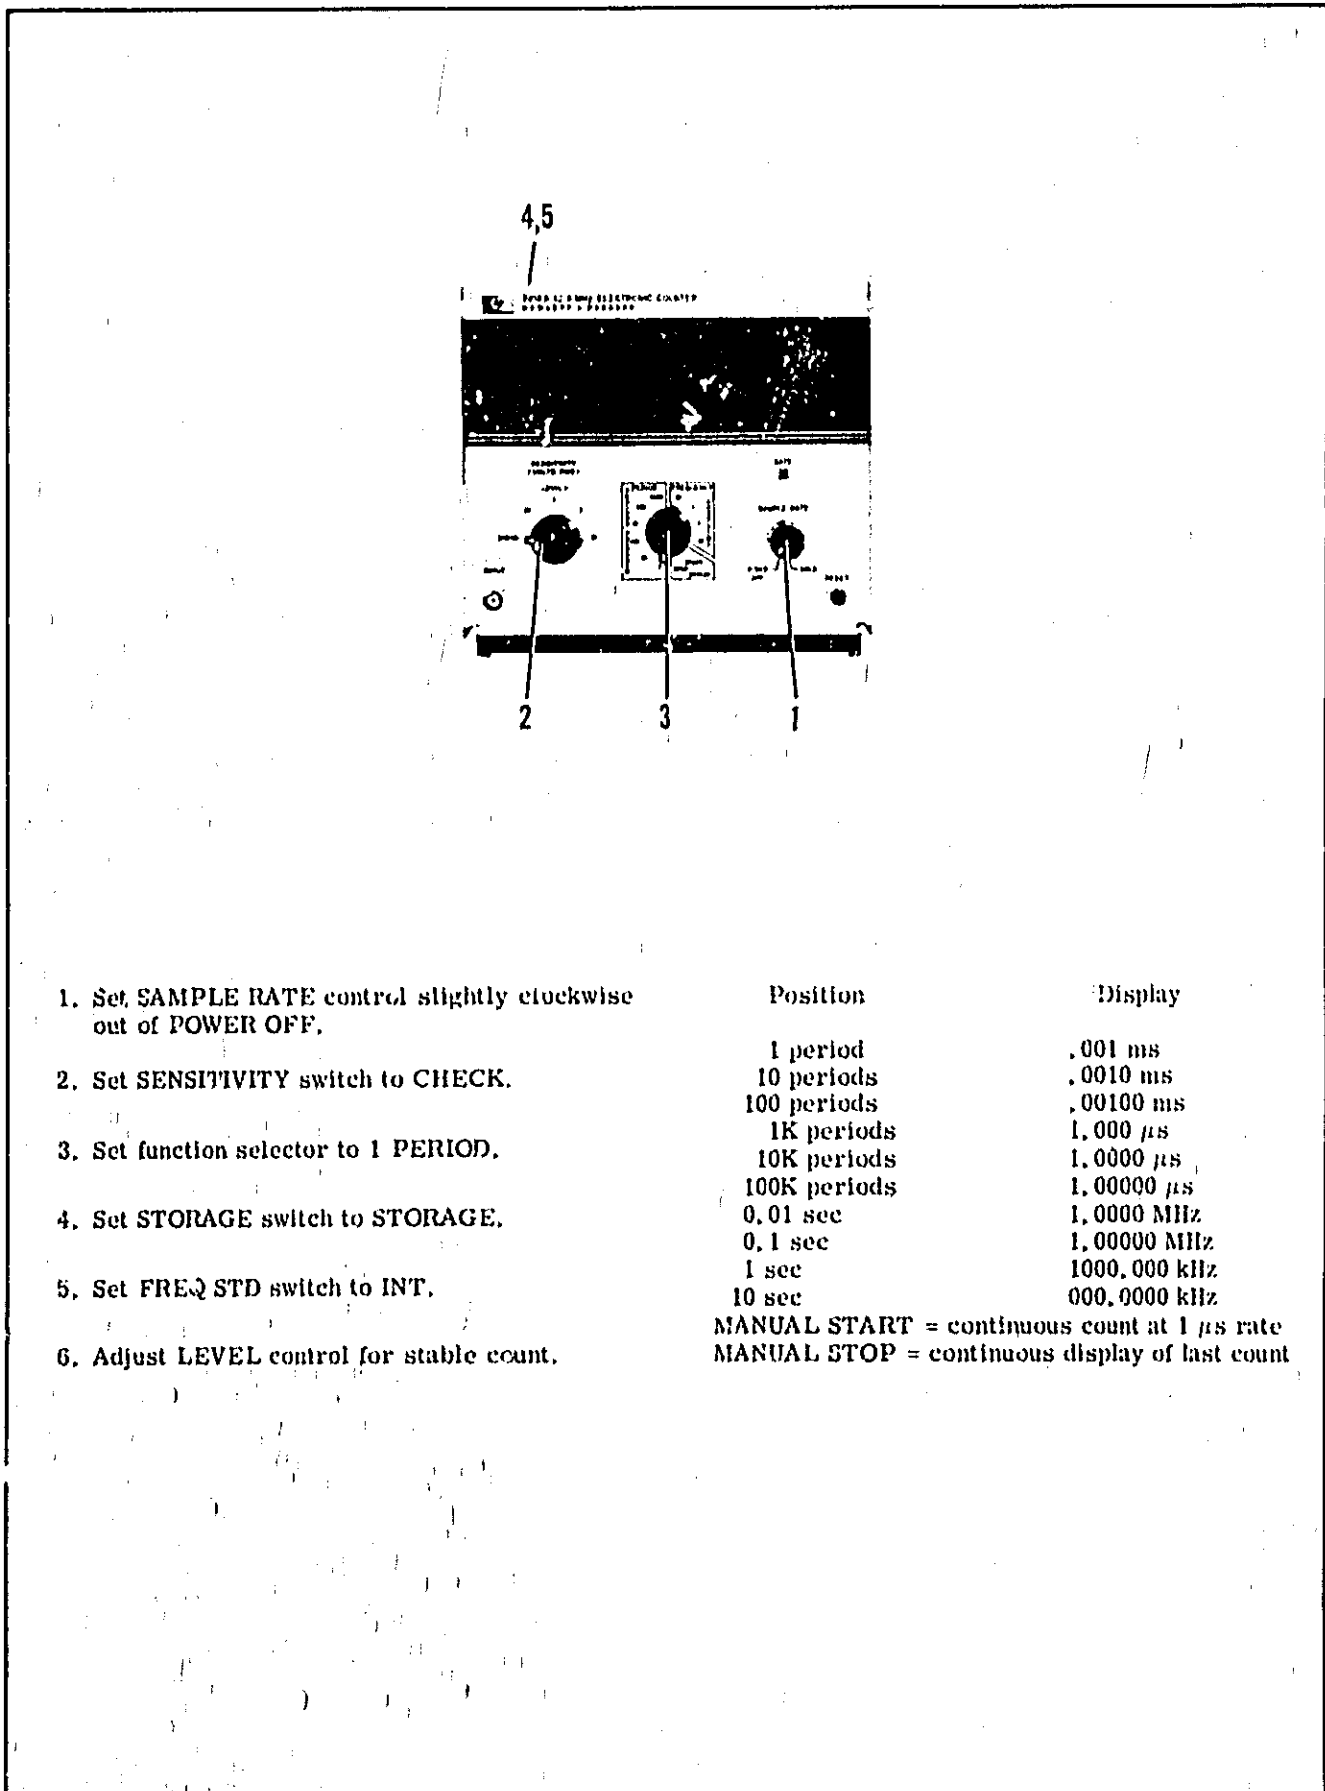 4,5
ELECTRONIC COUNTER
SAMPLE RATE
RESET
2
3
1
1. Set SAMPLE RATE control slightly clockwise
out of POWER OFF.
2. Set SENSITIVITY switch to CHECK.
3. Set function selector to 1 PERIOD.
4. Set STORAGE switch to STORAGE.
5. Set FREQ STD switch to INT.
6. Adjust LEVEL control for stable count.
Position Display
1 period .001 ms
10 periods .0010 ms
100 periods .00100 ms
1K periods 1.000 μs
10K periods 1.0000 μs
100K periods 1.00000 μs
0.01 sec 1.0000 MHz
0.1 sec 1.00000 MHz
1 sec 1000.000 kHz
10 sec 000.0000 kHz
MANUAL START = continuous count at 1 μs rate
MANUAL STOP = continuous display of last count